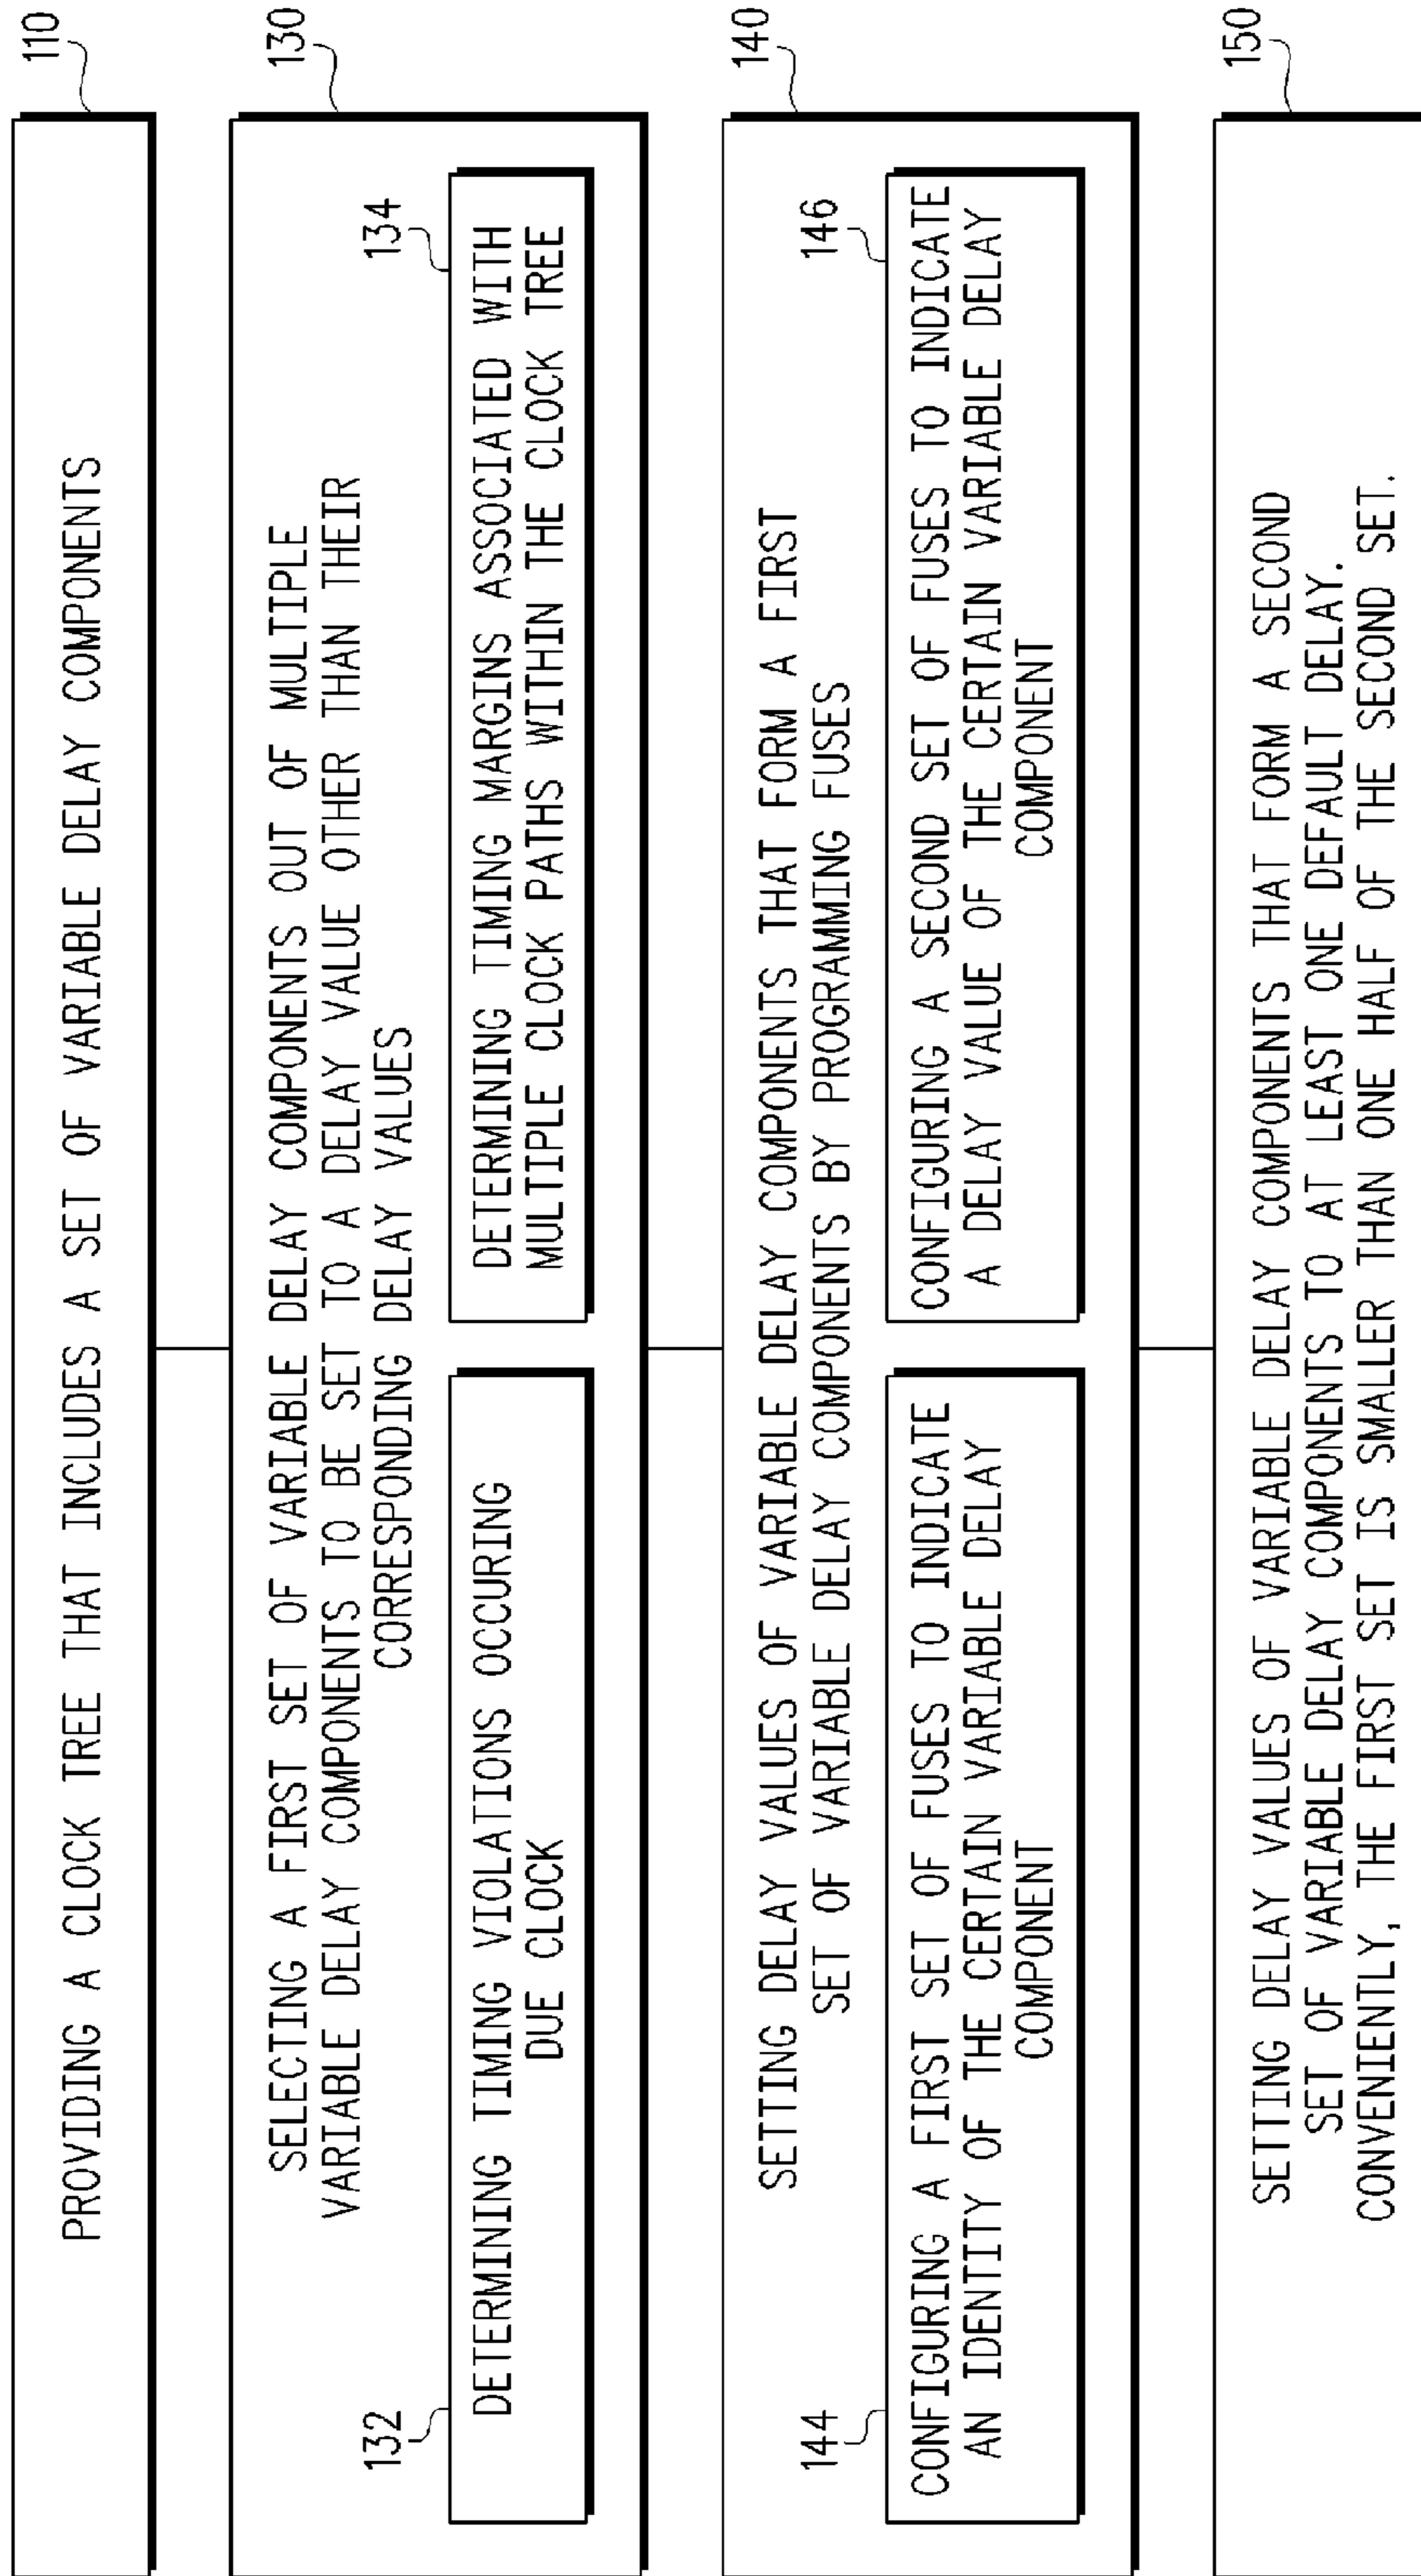 110
PROVIDING A CLOCK TREE THAT INCLUDES A SET OF VARIABLE DELAY COMPONENTS
130
SELECTING A FIRST SET OF VARIABLE DELAY COMPONENTS OUT OF MULTIPLE
VARIABLE DELAY COMPONENTS TO BE SET TO A DELAY VALUE OTHER THAN THEIR
CORRESPONDING DELAY VALUES
132
DETERMINING TIMING VIOLATIONS OCCURING
DUE CLOCK
134
DETERMINING TIMING MARGINS ASSOCIATED WITH
MULTIPLE CLOCK PATHS WITHIN THE CLOCK TREE
140
SETTING DELAY VALUES OF VARIABLE DELAY COMPONENTS THAT FORM A FIRST
SET OF VARIABLE DELAY COMPONENTS BY PROGRAMMING FUSES
144
CONFIGURING A FIRST SET OF FUSES TO INDICATE
AN IDENTITY OF THE CERTAIN VARIABLE DELAY
COMPONENT
146
CONFIGURING A SECOND SET OF FUSES TO INDICATE
A DELAY VALUE OF THE CERTAIN VARIABLE DELAY
COMPONENT
150
SETTING DELAY VALUES OF VARIABLE DELAY COMPONENTS THAT FORM A SECOND
SET OF VARIABLE DELAY COMPONENTS TO AT LEAST ONE DEFAULT DELAY.
CONVENIENTLY, THE FIRST SET IS SMALLER THAN ONE HALF OF THE SECOND SET.